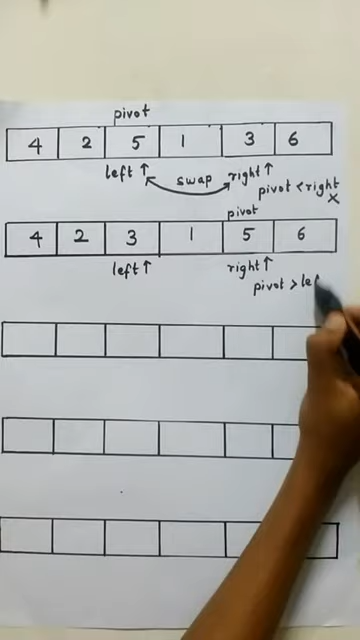 pivot
4 2 5 1 3 6
left ↑ swap right ↑
pivot < right
x
pivot
4 2 3 1 5 6
left ↑ right ↑
pivot >